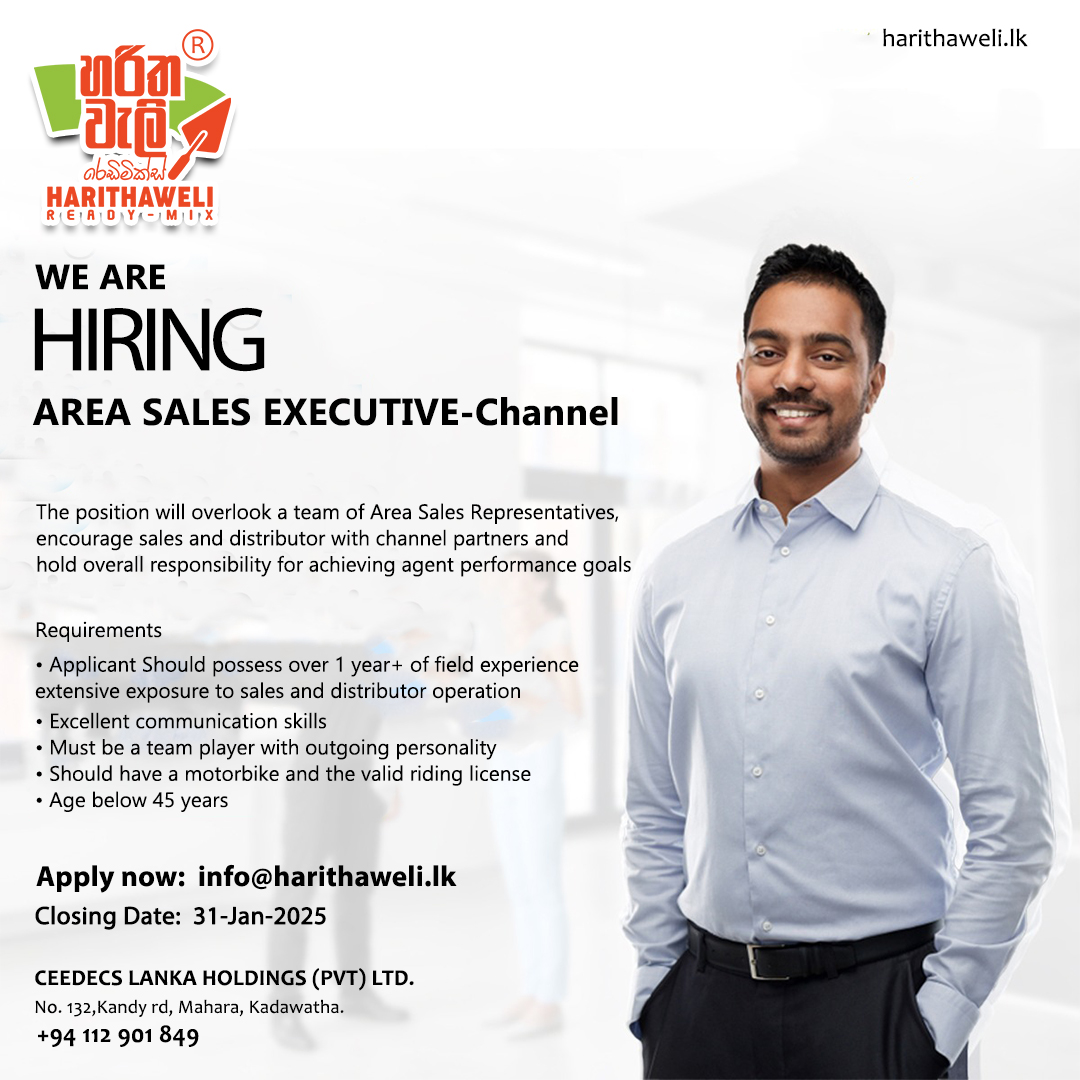 harithaweli.lk
හරිත
වැලි
රෙඩිමික්ස්
HARITHAWELI
READY-MIX
®
WE ARE
HIRING
AREA SALES EXECUTIVE-Channel
The position will overlook a team of Area Sales Representatives,
encourage sales and distributor with channel partners and
hold overall responsibility for achieving agent performance goals
Requirements
• Applicant Should possess over 1 year+ of field experience
extensive exposure to sales and distributor operation
• Excellent communication skills
• Must be a team player with outgoing personality
• Should have a motorbike and the valid riding license
• Age below 45 years
Apply now: info@harithaweli.lk
Closing Date: 31-Jan-2025
CEEDECS LANKA HOLDINGS (PVT) LTD.
No. 132,Kandy rd, Mahara, Kadawatha.
+94 112 901 849